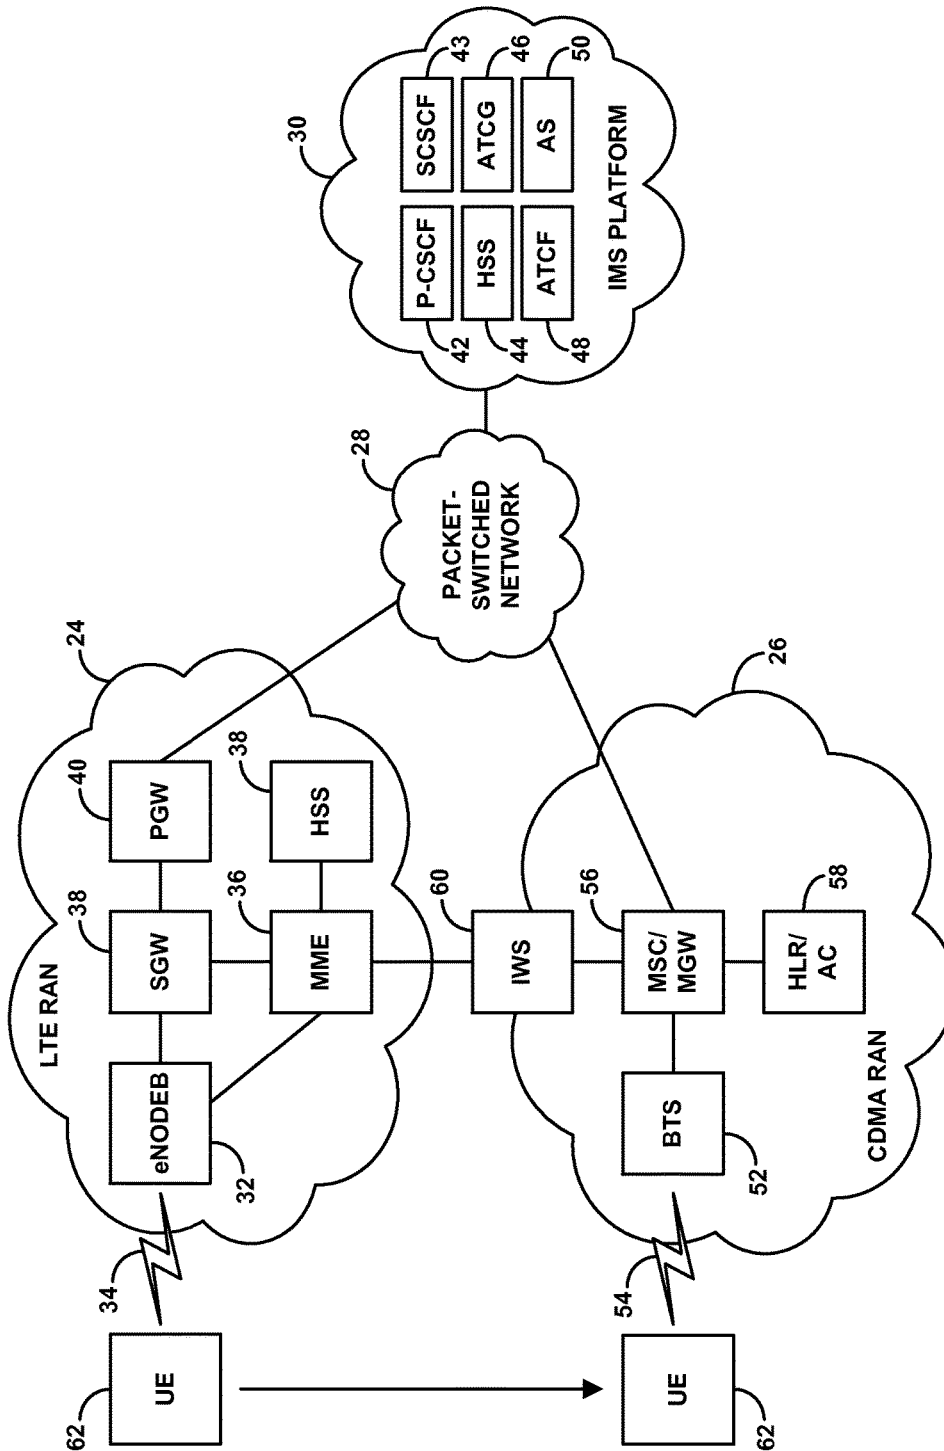 24
LTE RAN
38
40
62
34
UE
eNODEB
SGW
PGW
32
36
38
MME
HSS
28
PACKET-
SWITCHED
NETWORK
30
P-CSCF
SCSCF
42
43
HSS
ATCG
44
46
ATCF
AS
48
50
IMS PLATFORM
60
IWS
26
56
54
UE
BTS
MSC/
MGW
62
52
58
HLR/
AC
CDMA RAN